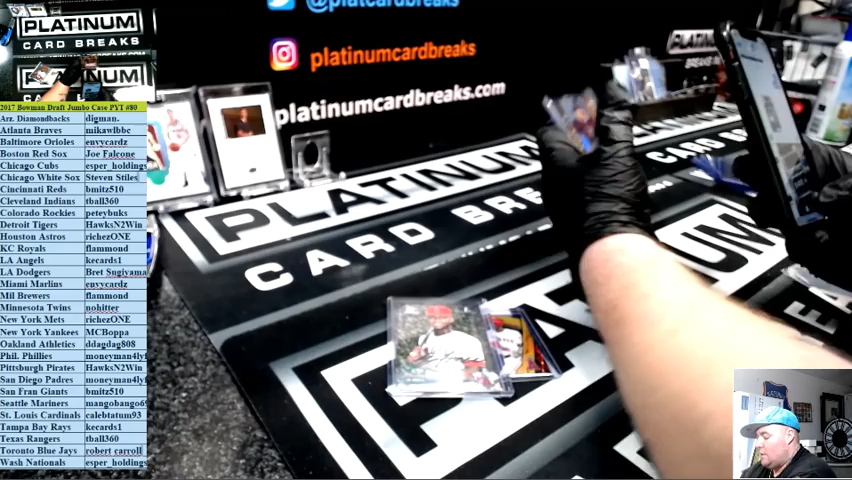 PLATINUM
CARD BREAKS
2017 Bowman Draft Jumbo Case PYT #80
Arz. Diamondbacks digman.
Atlanta Braves mikawlbbc
Baltimore Orioles envycardz
Boston Red Sox Joe Falcone
Chicago Cubs esper_holdings
Chicago White Sox Steven Stiles
Cincinnati Reds bmitz510
Cleveland Indians tball360
Colorado Rockies peteybuks
Detroit Tigers HawksN2Win
Houston Astros richezONE
KC Royals flammond
LA Angels kecards1
LA Dodgers Bret Sugiyama
Miami Marlins envycardz
Mil Brewers flammond
Minnesota Twins nohitter
New York Mets richezONE
New York Yankees MCBoppa
Oakland Athletics ddagdag808
Phil. Phillies moneyman4lyf
Pittsburgh Pirates HawksN2Win
San Diego Padres moneyman4lyf
San Fran Giants bmitz510
Seattle Mariners mangobango6
St. Louis Cardinals calebtatum93
Tampa Bay Rays kecards1
Texas Rangers tball360
Toronto Blue Jays robert carroll
Wash Nationals esper_holdings
@platcardbreaks
platinumcardbreaks
platinumcardbreaks.com
PLATINUM
CARD BRE